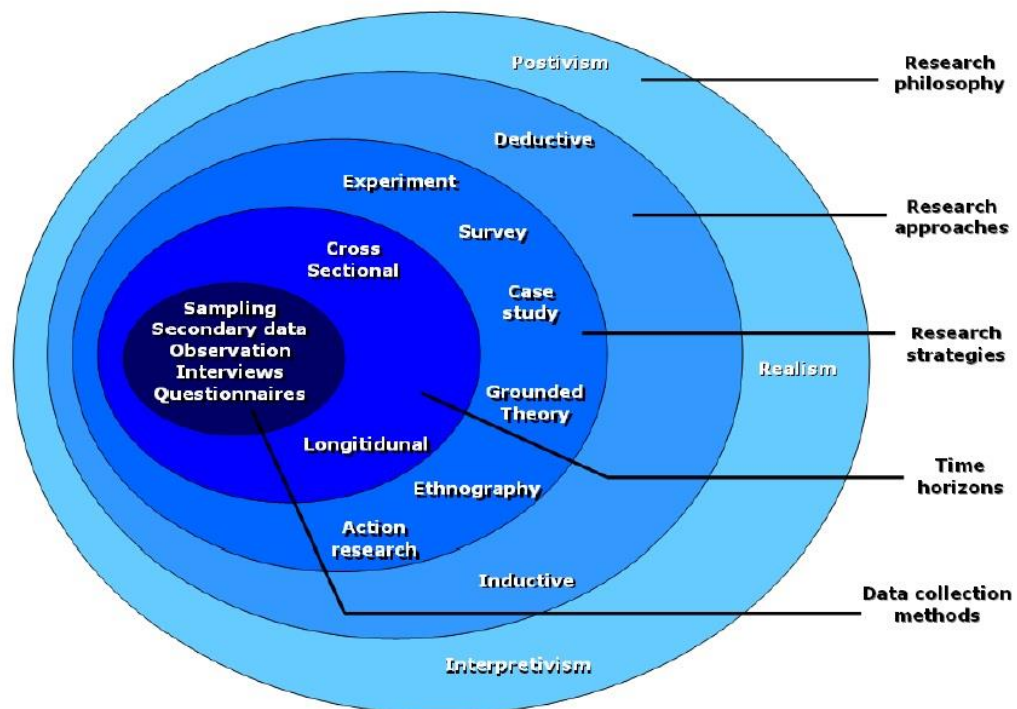 Postivism
Research
philosophy
Deductive
Experiment
Research
approaches
Survey
Cross
Sectional
Case
study
Sampling
Secondary data
Observation
Interviews
Questionnaires
Research
strategies
Realism
Grounded
Theory
Longitidunal
Time
horizons
Ethnography
Action
research
Inductive
Data collection
methods
Interpretivism